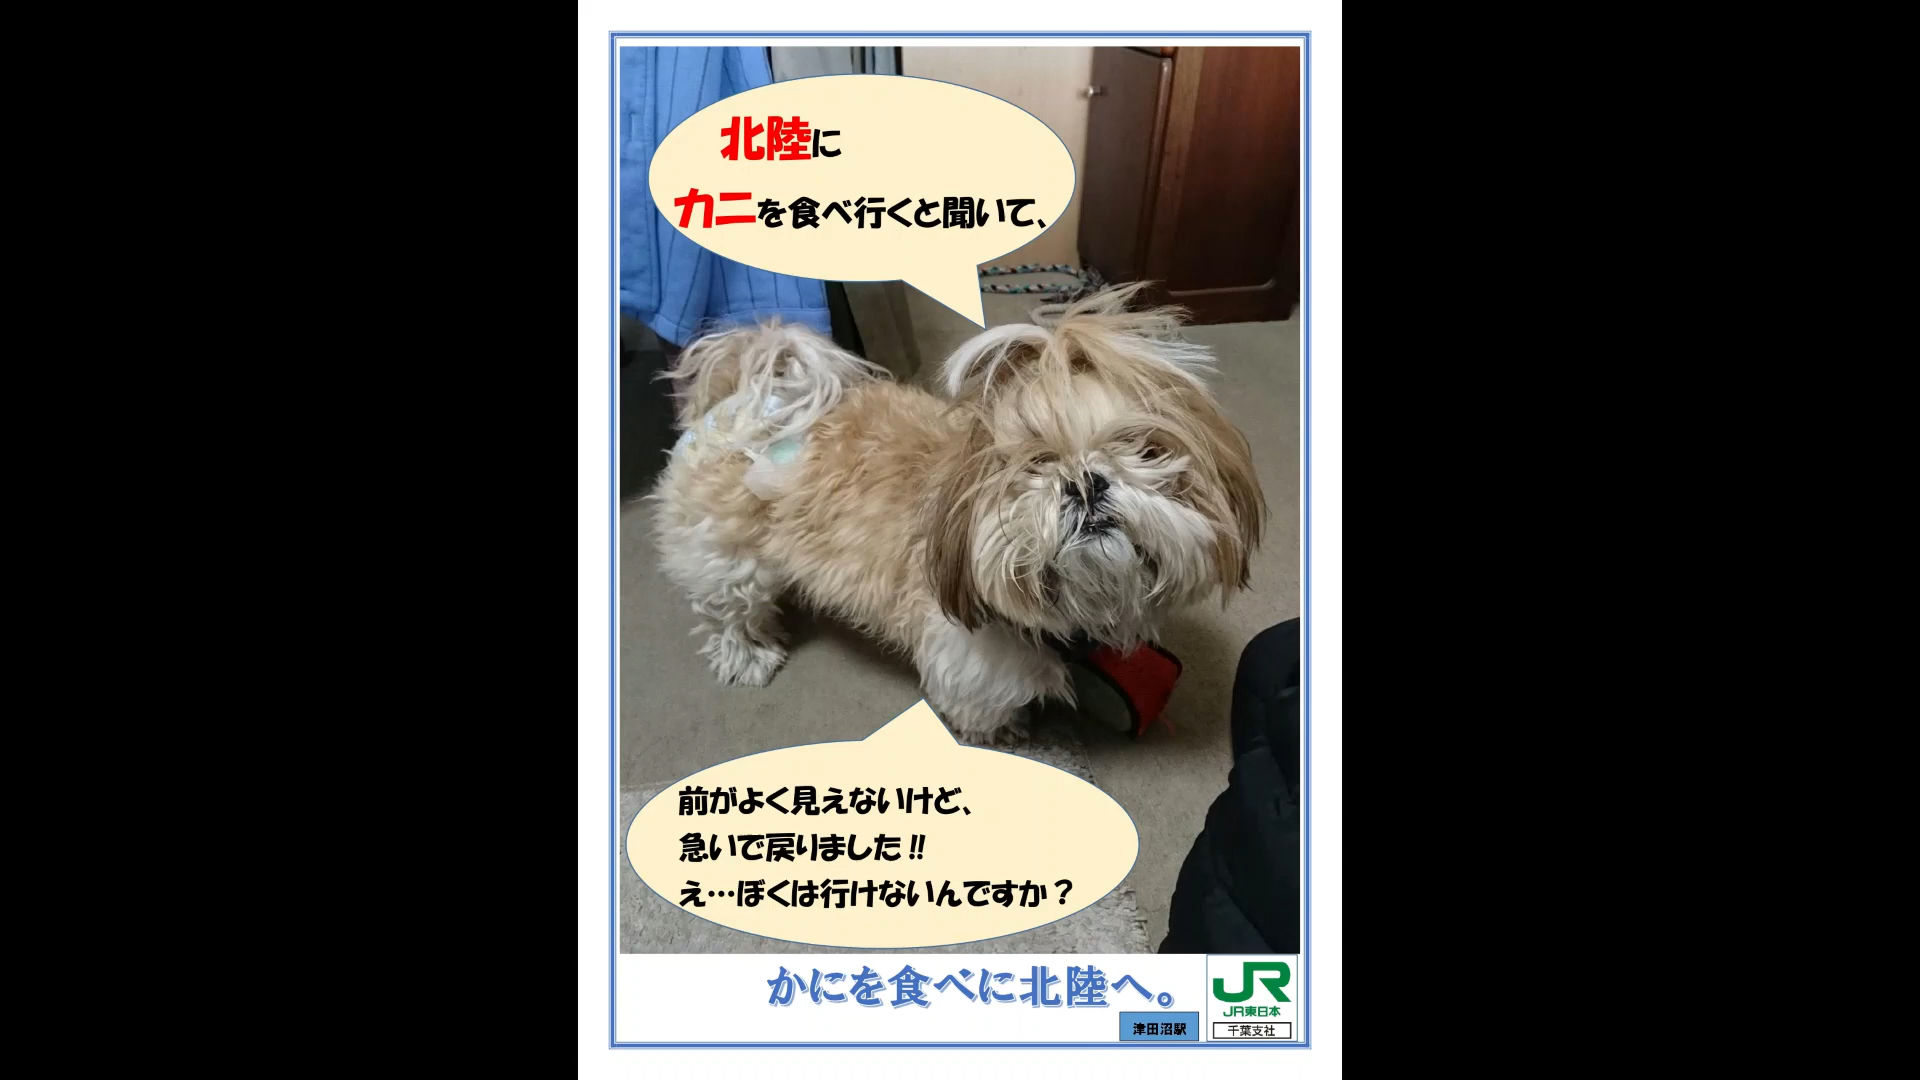 北陸に
カニを食べ行くと聞いて、
前がよく見えないけど、
急いで戻りました!!
え…ぼくは行けないんですか？
かにを食べに北陸へ。
津田沼駅
JR
JR東日本
千葉支社